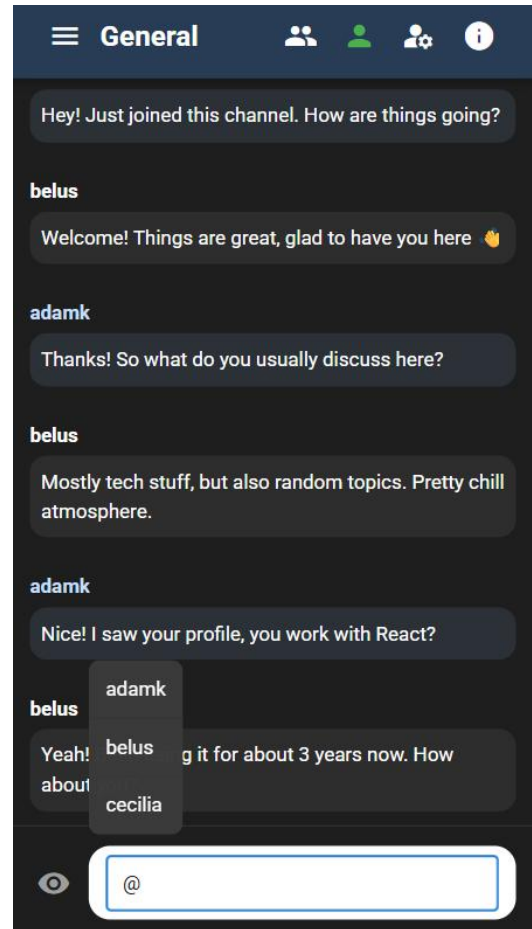 General
Hey! Just joined this channel. How are things going?
belus
Welcome! Things are great, glad to have you here 👋
adamk
Thanks! So what do you usually discuss here?
belus
Mostly tech stuff, but also random topics. Pretty chill
atmosphere.
adamk
Nice! I saw your profile, you work with React?
belus
Yeah! g it for about 3 years now. How
about
adamk
belus
cecilia
@